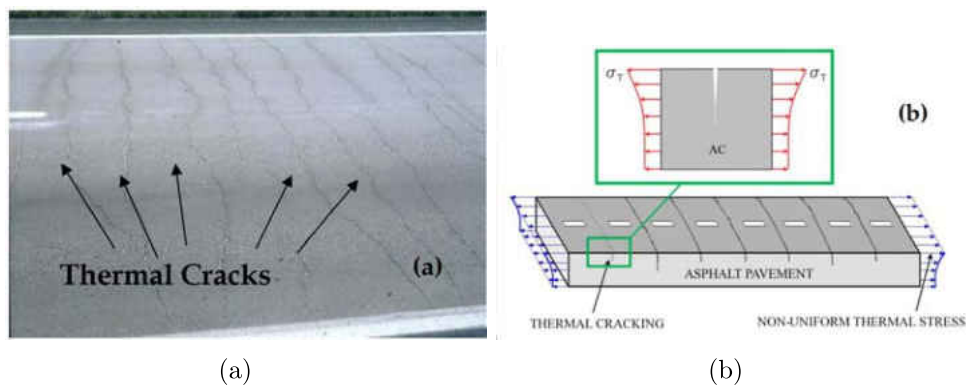 Thermal Cracks
(a)
σT
σT
(b)
AC
ASPHALT PAVEMENT
THERMAL CRACKING
NON-UNIFORM THERMAL STRESS
(a)
(b)